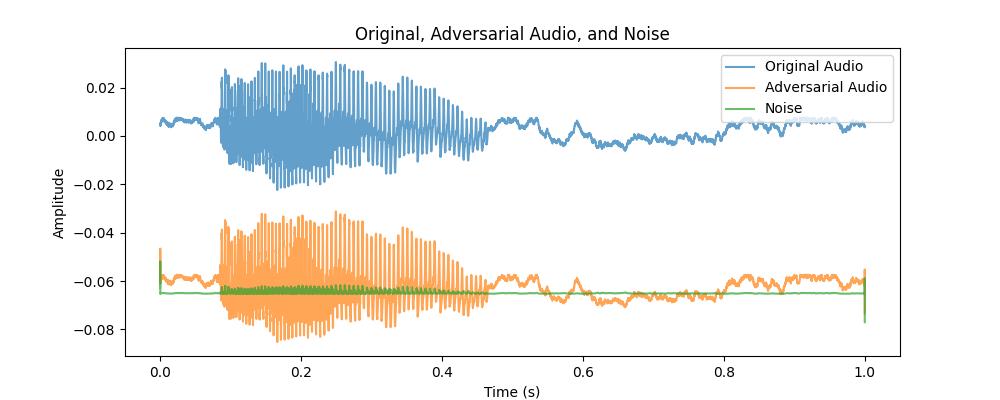 Original, Adversarial Audio, and Noise
Original Audio
Adversarial Audio
Noise
0.02
0.00
−0.02
−0.04
−0.06
−0.08
Amplitude
0.0
0.2
0.4
0.6
0.8
1.0
Time (s)